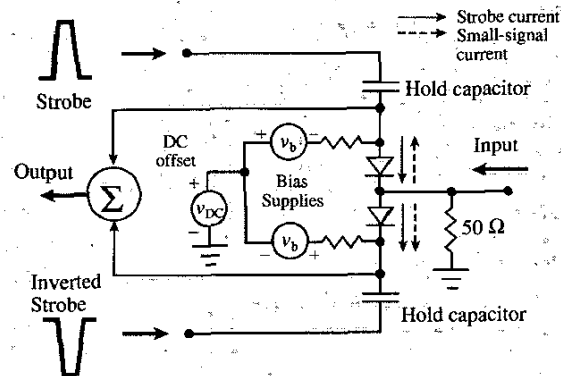 Strobe current
Small-signal
current
Strobe
Hold capacitor
DC
offset
+
v_b
−
Input
Output
Σ
+
v_DC
−
Bias
Supplies
50 Ω
−
v_b
+
Inverted
Strobe
Hold capacitor